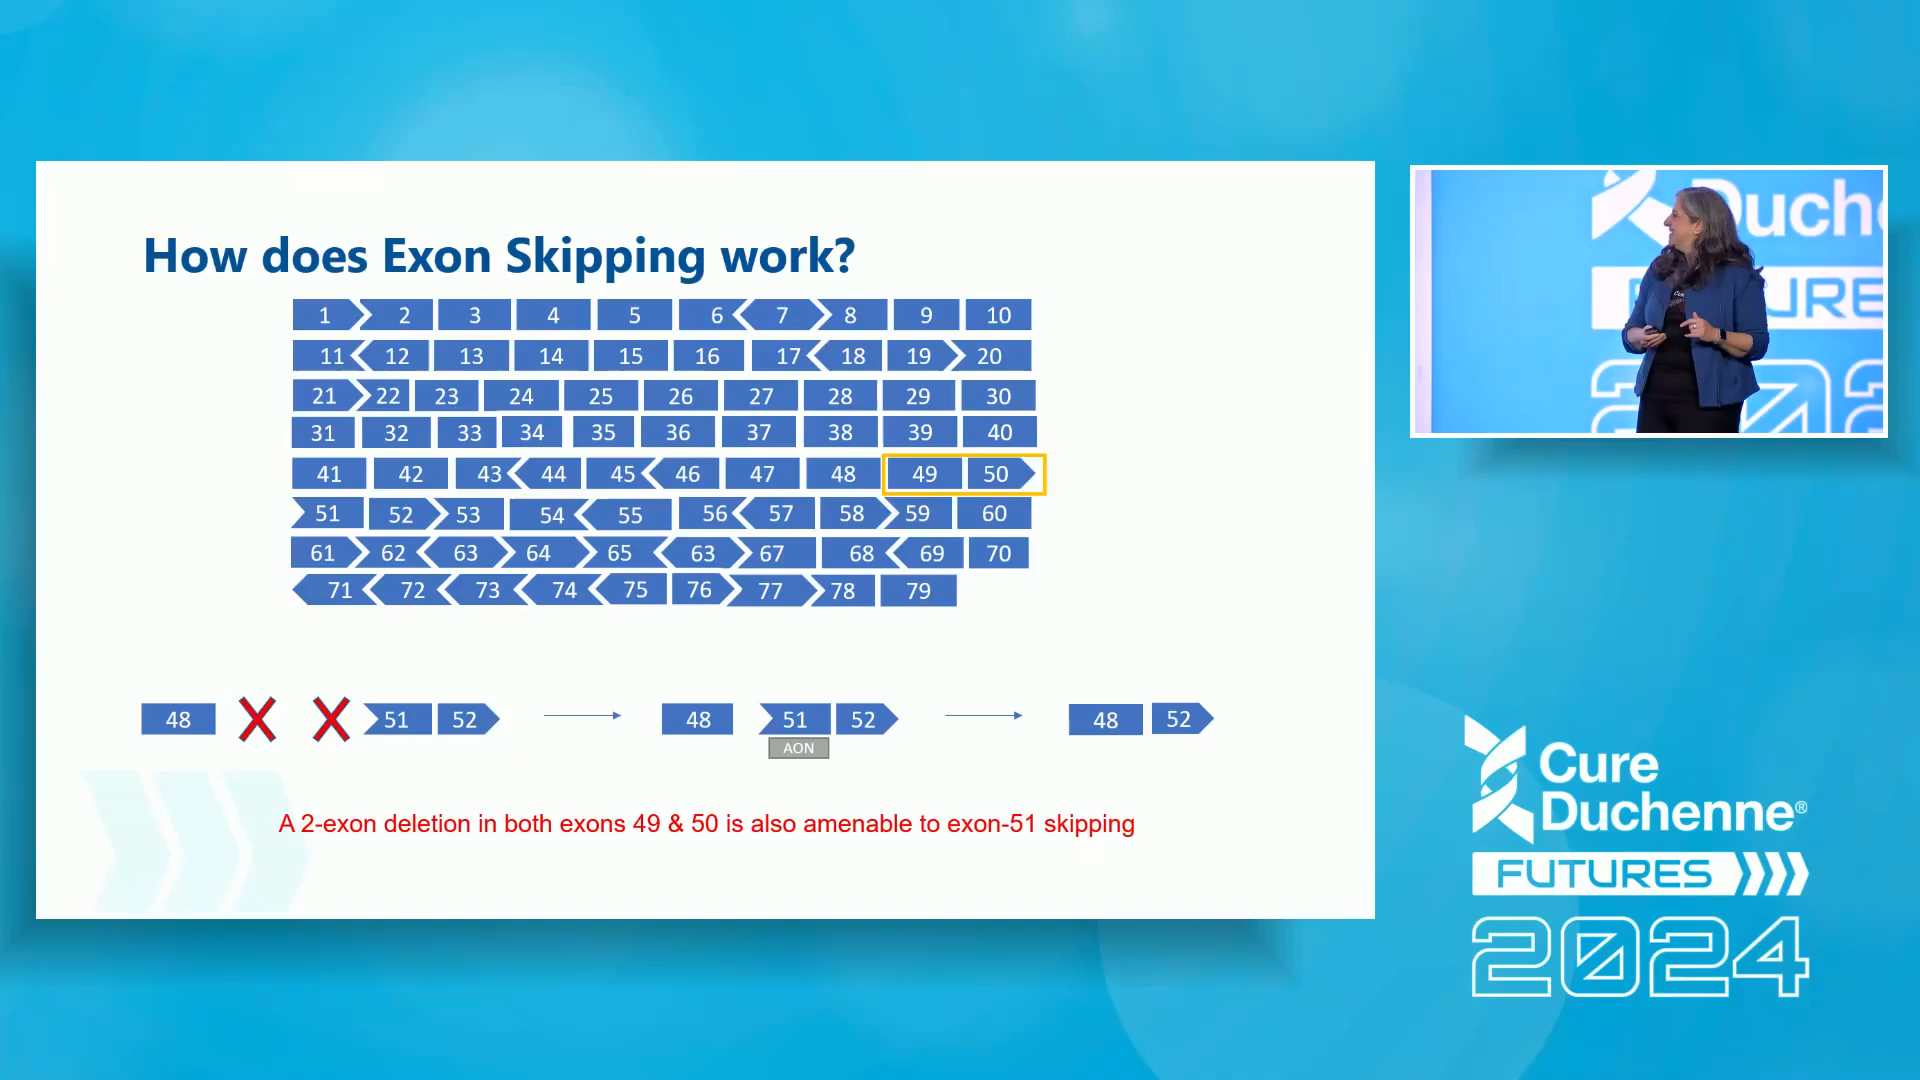 How does Exon Skipping work?
1 2 3 4 5 6 7 8 9 10
11 12 13 14 15 16 17 18 19 20
21 22 23 24 25 26 27 28 29 30
31 32 33 34 35 36 37 38 39 40
41 42 43 44 45 46 47 48 49 50
51 52 53 54 55 56 57 58 59 60
61 62 63 64 65 63 67 68 69 70
71 72 73 74 75 76 77 78 79
48 51 52 48 51 52 48 52
AON
A 2-exon deletion in both exons 49 & 50 is also amenable to exon-51 skipping
Duche
URE
Cure
Duchenne®
FUTURES
2024